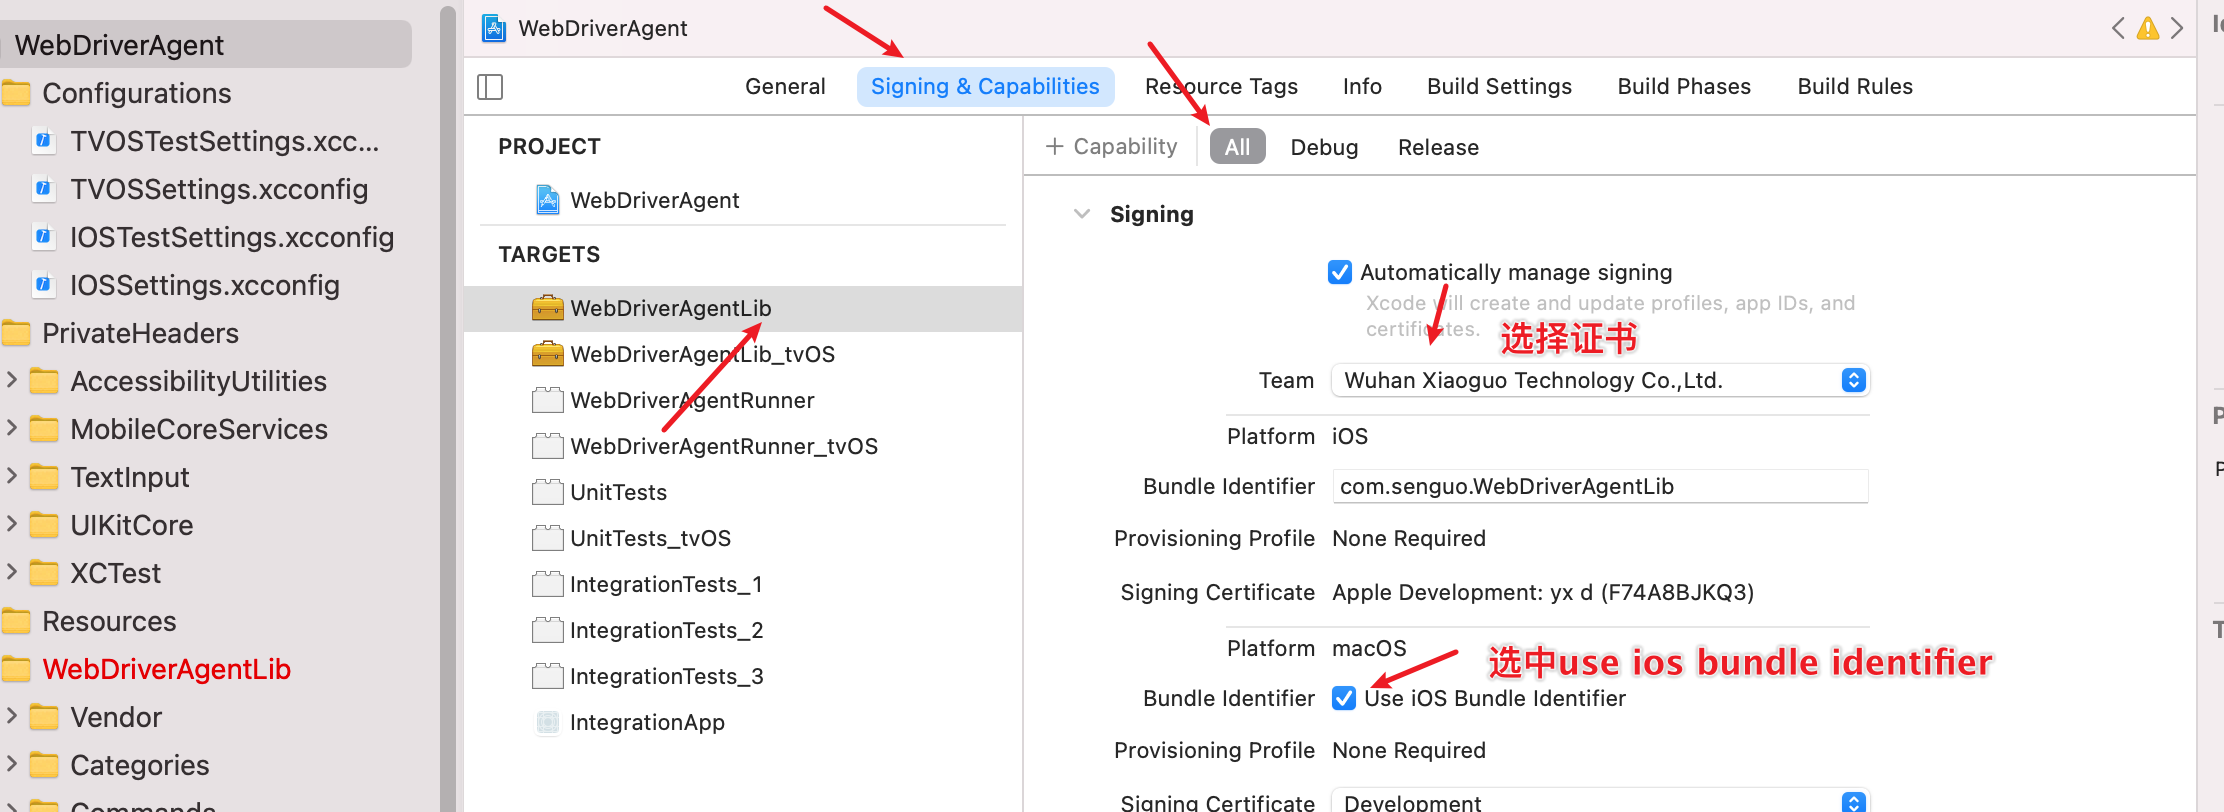 WebDriverAgent
Configurations
TVOSTestSettings.xcc...
TVOSSettings.xcconfig
IOSTestSettings.xcconfig
IOSSettings.xcconfig
PrivateHeaders
AccessibilityUtilities
MobileCoreServices
TextInput
UIKitCore
XCTest
Resources
WebDriverAgentLib
Vendor
Categories
Commands
WebDriverAgent
General Signing & Capabilities Resource Tags Info Build Settings Build Phases Build Rules
PROJECT
WebDriverAgent
TARGETS
WebDriverAgentLib
WebDriverAgentLib_tvOS
WebDriverAgentRunner
WebDriverAgentRunner_tvOS
UnitTests
UnitTests_tvOS
IntegrationTests_1
IntegrationTests_2
IntegrationTests_3
IntegrationApp
+ Capability All Debug Release
Signing
Automatically manage signing
Xcode will create and update profiles, app IDs, and
certificates.
选择证书
Team Wuhan Xiaoguo Technology Co.,Ltd.
Platform iOS
Bundle Identifier com.senguo.WebDriverAgentLib
Provisioning Profile None Required
Signing Certificate Apple Development: yx d (F74A8BJKQ3)
Platform macOS
选中use ios bundle identifier
Bundle Identifier Use iOS Bundle Identifier
Provisioning Profile None Required
Signing Certificate Development